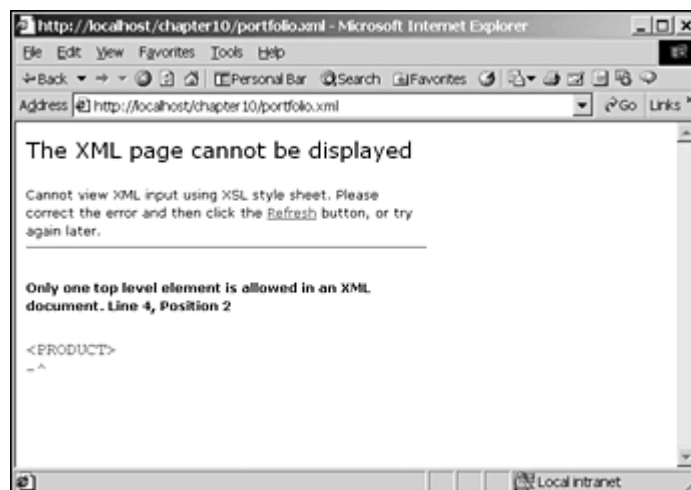 http://localhost/chapter10/portfolio.xml - Microsoft Internet Explorer
File Edit View Favorites Tools Help
Back Personal Bar Search Favorites
Address http://localhost/chapter10/portfolio.xml Go Links
The XML page cannot be displayed
Cannot view XML input using XSL style sheet. Please
correct the error and then click the Refresh button, or try
again later.
Only one top level element is allowed in an XML
document. Line 4, Position 2
<PRODUCT>
-^
Local intranet